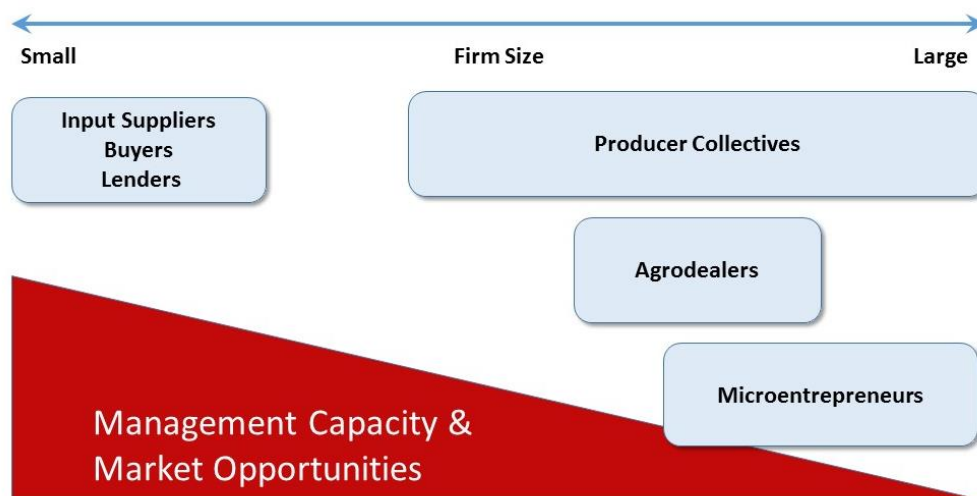 Small Firm Size Large
Input Suppliers
Buyers
Lenders
Producer Collectives
Agrodealers
Microentrepreneurs
Management Capacity &
Market Opportunities